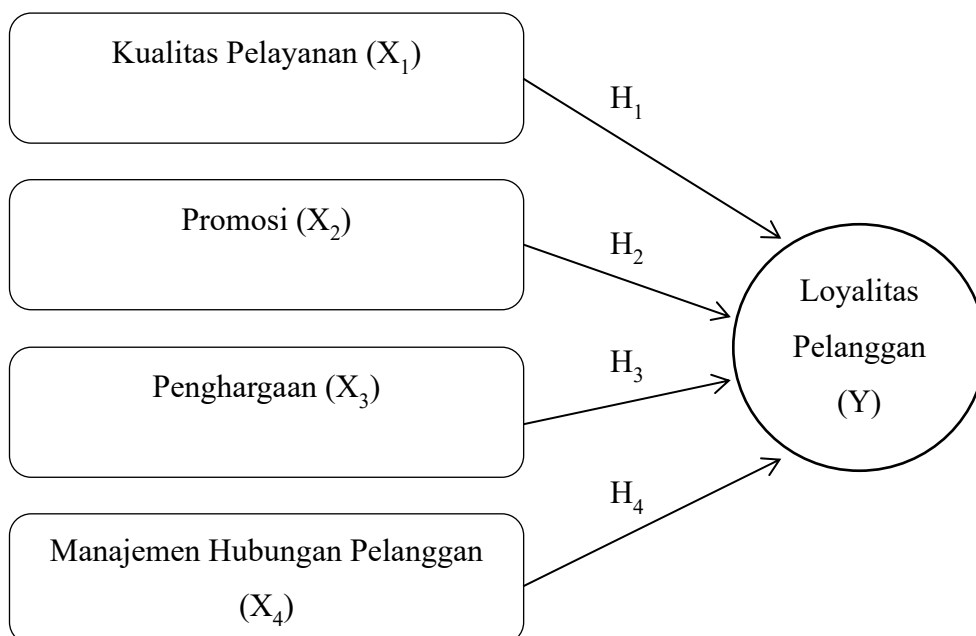 Kualitas Pelayanan (X₁)
H₁
Promosi (X₂)
H₂
Loyalitas
Pelanggan
(Y)
Penghargaan (X₃)
H₃
H₄
Manajemen Hubungan Pelanggan
(X₄)